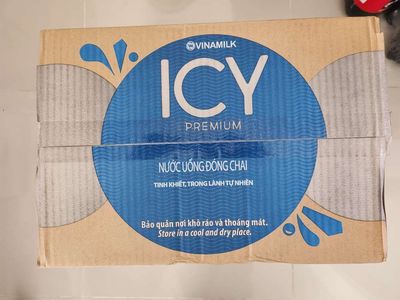 VINAMILK
ICY
PREMIUM
NƯỚC UỐNG ĐÓNG CHAI
TINH KHIẾT, TRONG LÀNH TỰ NHIÊN
Bảo quản nơi khô ráo và thoáng mát.
Store in a cool and dry place.